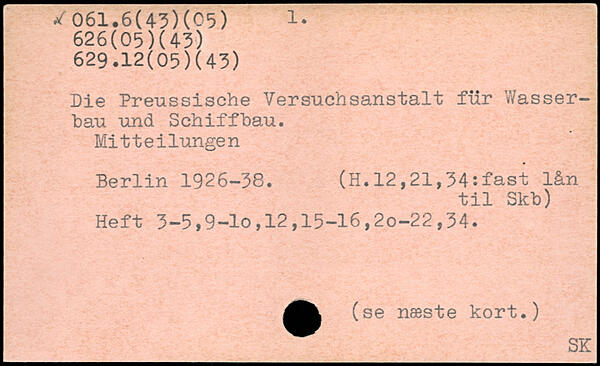 ✓ 061.6(43)(05) 1.
626(05)(43)
629.12(05)(43)
Die Preussische Versuchsanstalt für Wasser-
bau und Schiffbau.
Mitteilungen
Berlin 1926-38. (H.12,21,34:fast lån
til Skb)
Heft 3-5,9-lo,12,15-16,2o-22,34.
(se næste kort.)
SK